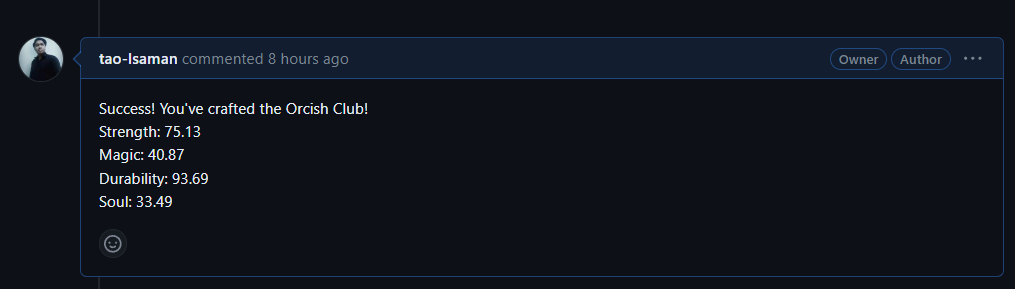 tao-lsaman commented 8 hours ago Owner Author
Success! You've crafted the Orcish Club!
Strength: 75.13
Magic: 40.87
Durability: 93.69
Soul: 33.49